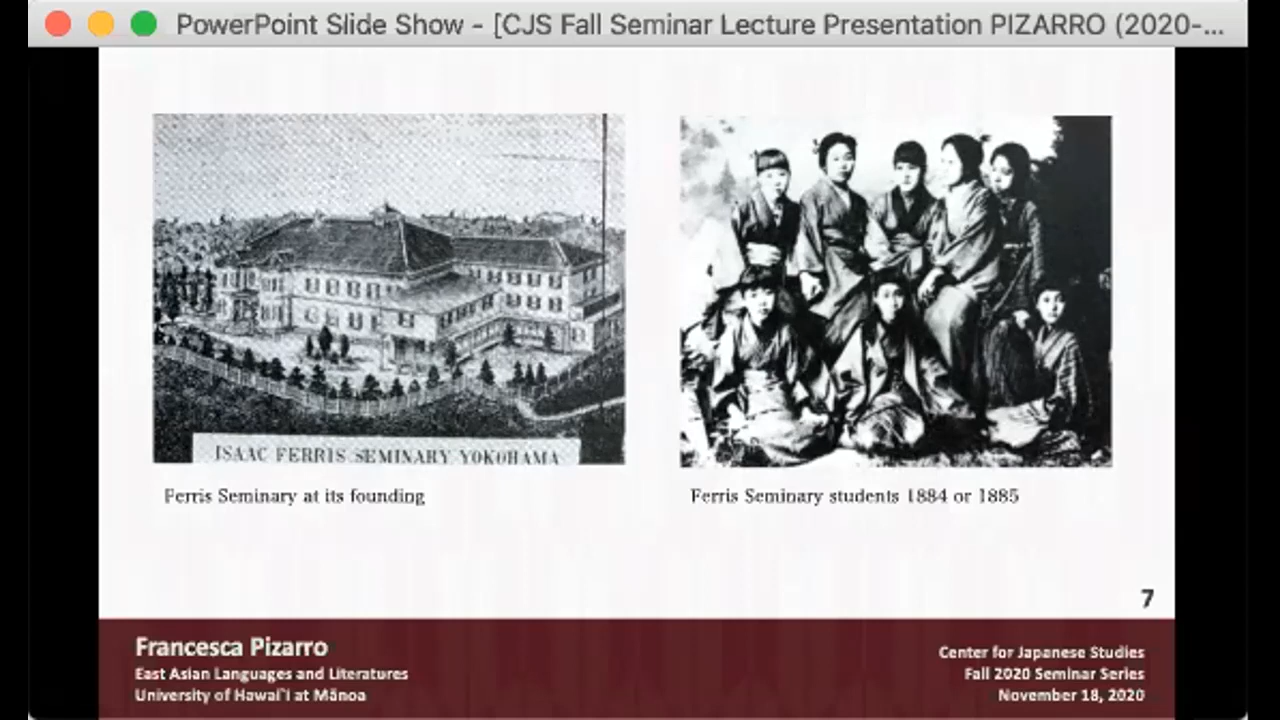 PowerPoint Slide Show - [CJS Fall Seminar Lecture Presentation PIZARRO (2020-...
ISAAC FERRIS SEMINARY YOKOHAMA
Ferris Seminary at its founding
Ferris Seminary students 1884 or 1885
7
Francesca Pizarro
East Asian Languages and Literatures
University of Hawai`i at Mānoa
Center for Japanese Studies
Fall 2020 Seminar Series
November 18, 2020